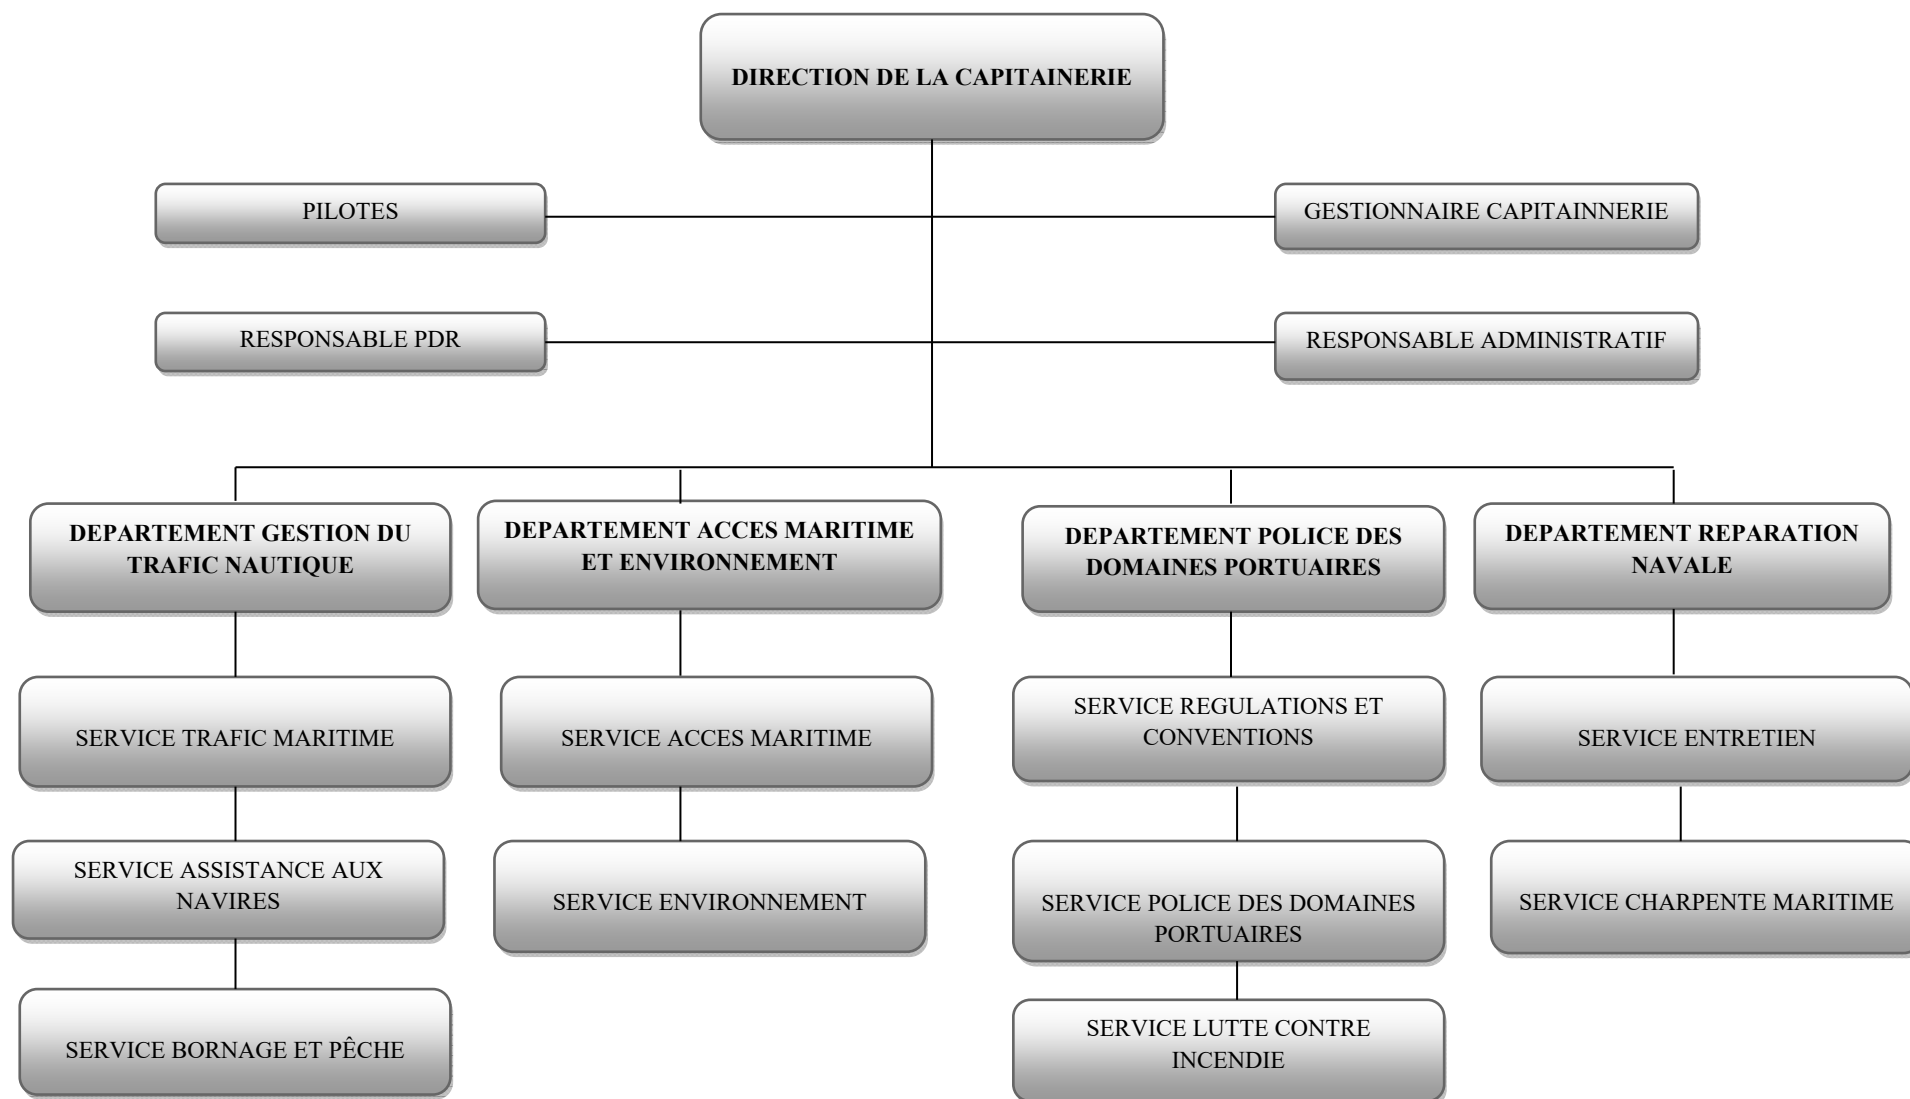 DIRECTION DE LA CAPITAINERIE
PILOTES
GESTIONNAIRE CAPITAINNERIE
RESPONSABLE PDR
RESPONSABLE ADMINISTRATIF
DEPARTEMENT GESTION DU
TRAFIC NAUTIQUE
DEPARTEMENT ACCES MARITIME
ET ENVIRONNEMENT
DEPARTEMENT POLICE DES
DOMAINES PORTUAIRES
DEPARTEMENT REPARATION
NAVALE
SERVICE TRAFIC MARITIME
SERVICE ACCES MARITIME
SERVICE REGULATIONS ET
CONVENTIONS
SERVICE ENTRETIEN
SERVICE ASSISTANCE AUX
NAVIRES
SERVICE ENVIRONNEMENT
SERVICE POLICE DES DOMAINES
PORTUAIRES
SERVICE CHARPENTE MARITIME
SERVICE BORNAGE ET PÊCHE
SERVICE LUTTE CONTRE
INCENDIE